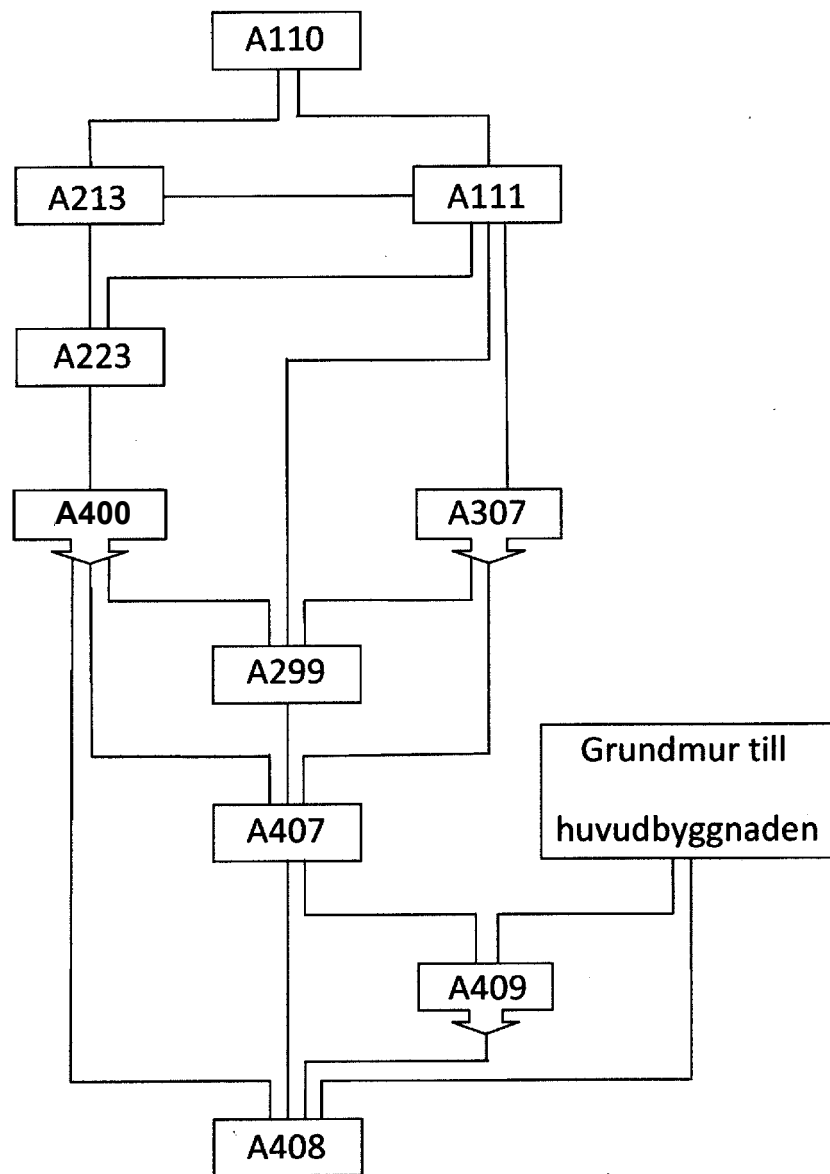 A110
A213
A111
A223
A400
A307
A299
Grundmur till
huvudbyggnaden
A407
A409
A408